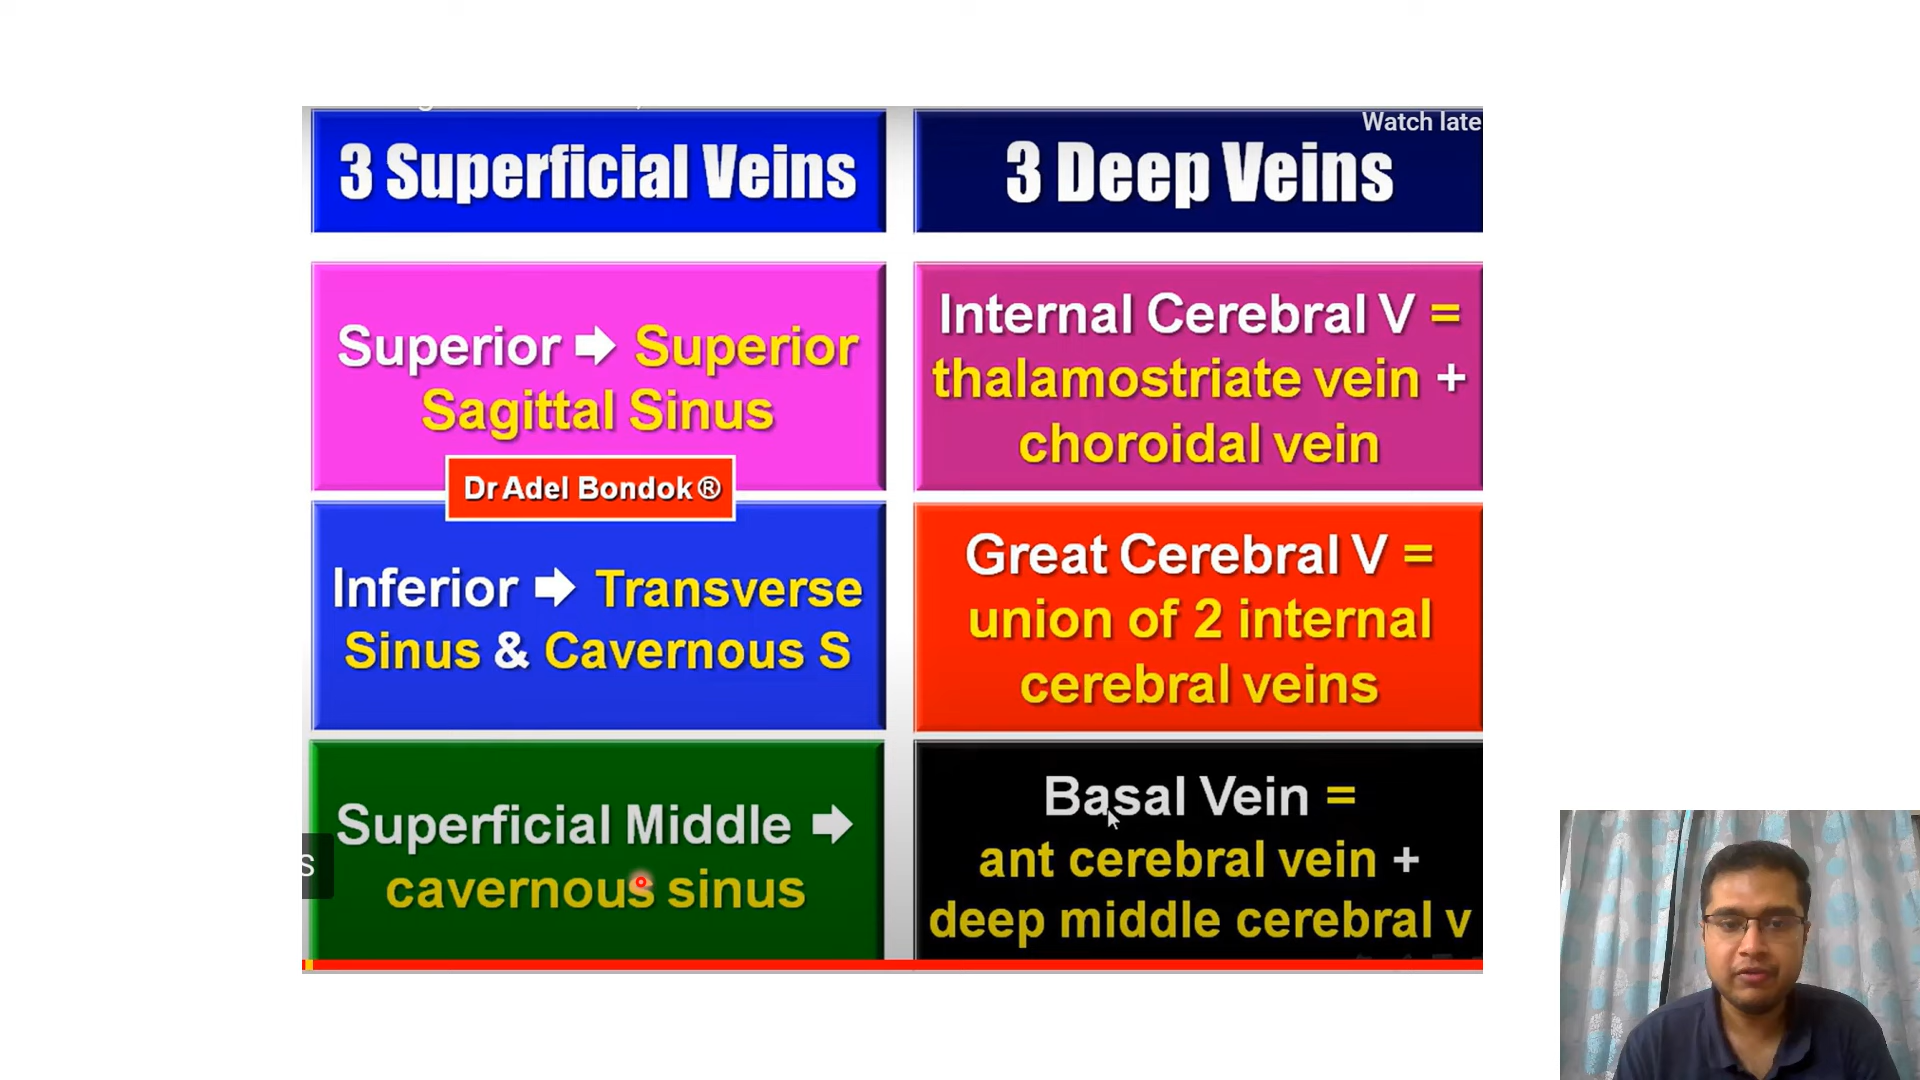 Watch late
3 Superficial Veins
Superior ➡ Superior
Sagittal Sinus
Dr Adel Bondok®
Inferior ➡ Transverse
Sinus & Cavernous S
Superficial Middle ➡
cavernous sinus
S
3 Deep Veins
Internal Cerebral V =
thalamostriate vein +
choroidal vein
Great Cerebral V =
union of 2 internal
cerebral veins
Basal Vein =
ant cerebral vein +
deep middle cerebral v